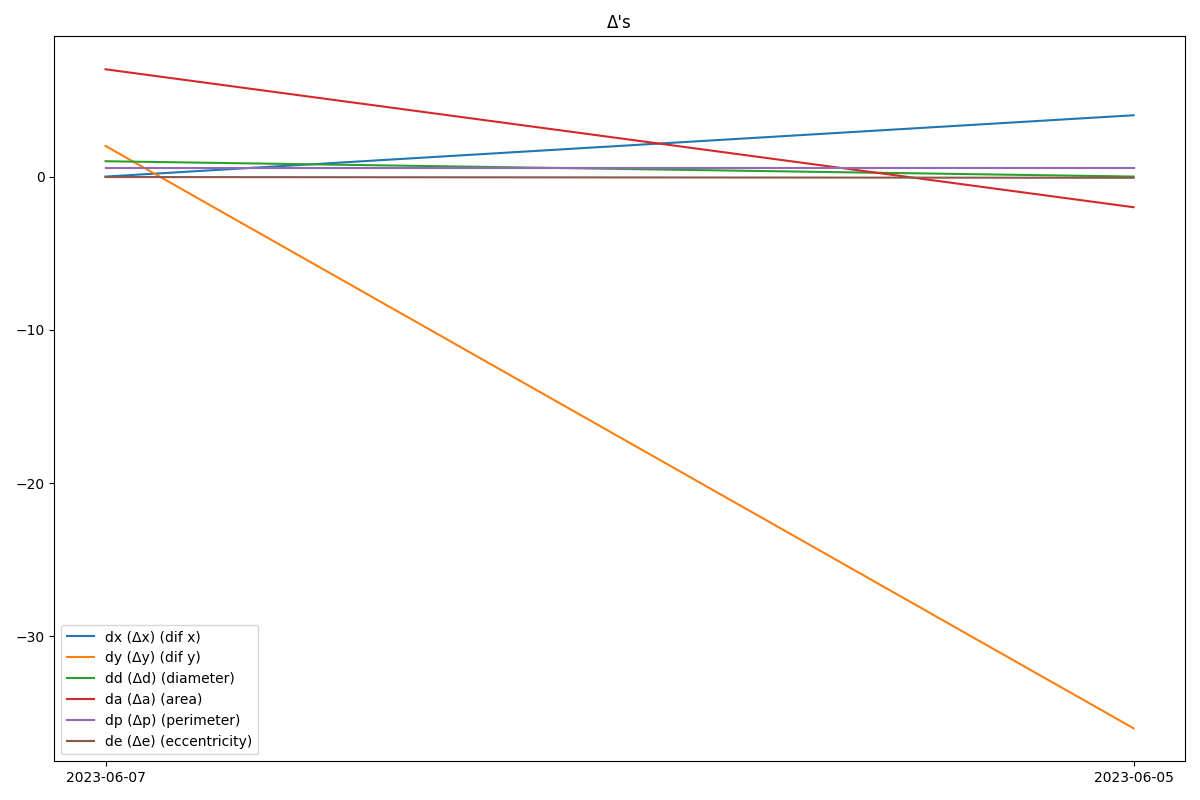 Δ's
0
−10
−20
−30
dx (Δx) (dif x)
dy (Δy) (dif y)
dd (Δd) (diameter)
da (Δa) (area)
dp (Δp) (perimeter)
de (Δe) (eccentricity)
2023-06-07
2023-06-05